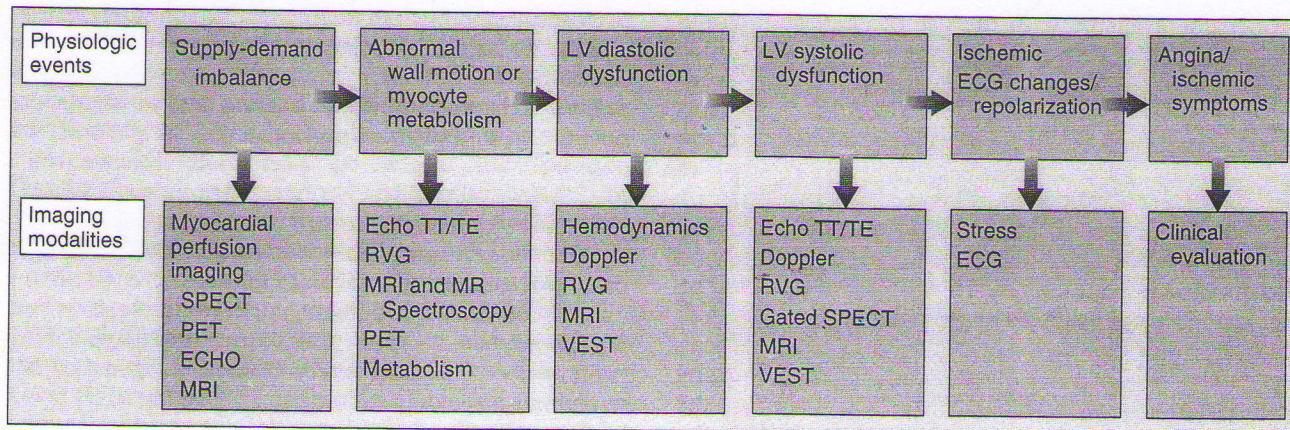 Physiologic
events
Supply-demand
imbalance
Abnormal
wall motion or
myocyte
metablolism
LV diastolic
dysfunction
LV systolic
dysfunction
Ischemic
ECG changes/
repolarization
Angina/
ischemic
symptoms
Imaging
modalities
Myocardial
perfusion
imaging
SPECT
PET
ECHO
MRI
Echo TT/TE
RVG
MRI and MR
Spectroscopy
PET
Metabolism
Hemodynamics
Doppler
RVG
MRI
VEST
Echo TT/TE
Doppler
RVG
Gated SPECT
MRI
VEST
Stress
ECG
Clinical
evaluation